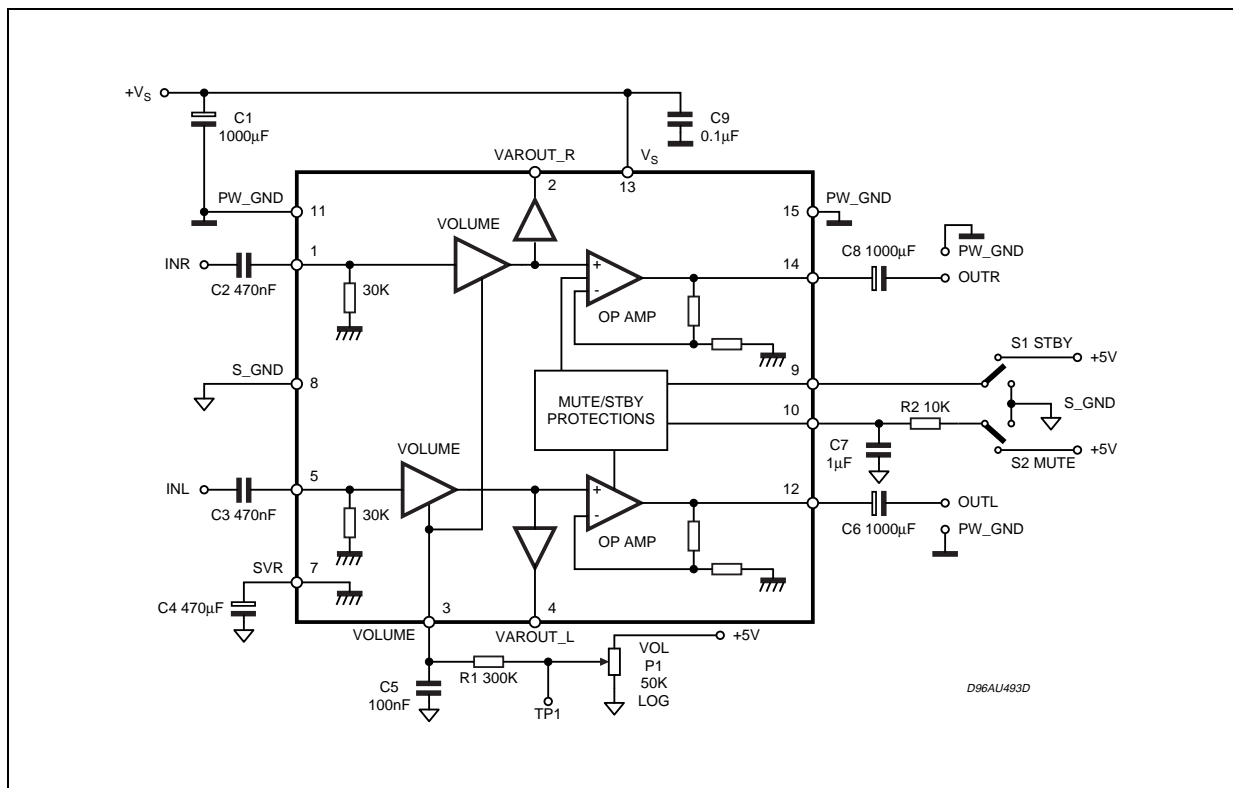 +VS
C1
1000µF
C9
0.1µF
VAROUT_R
VS
2
13
PW_GND
11
15
PW_GND
VOLUME
1
INR
C2 470nF
30K
+
-
OP AMP
14
C8 1000µF
PW_GND
OUTR
S_GND
8
MUTE/STBY
PROTECTIONS
9
10
S1 STBY
+5V
S_GND
R2 10K
C7
1µF
S2 MUTE
+5V
VOLUME
5
INL
C3 470nF
30K
+
-
OP AMP
12
OUTL
C6 1000µF
PW_GND
SVR
7
C4 470µF
3
4
VOLUME
VAROUT_L
+5V
R1 300K
VOL
P1
50K
LOG
C5
100nF
TP1
D96AU493D